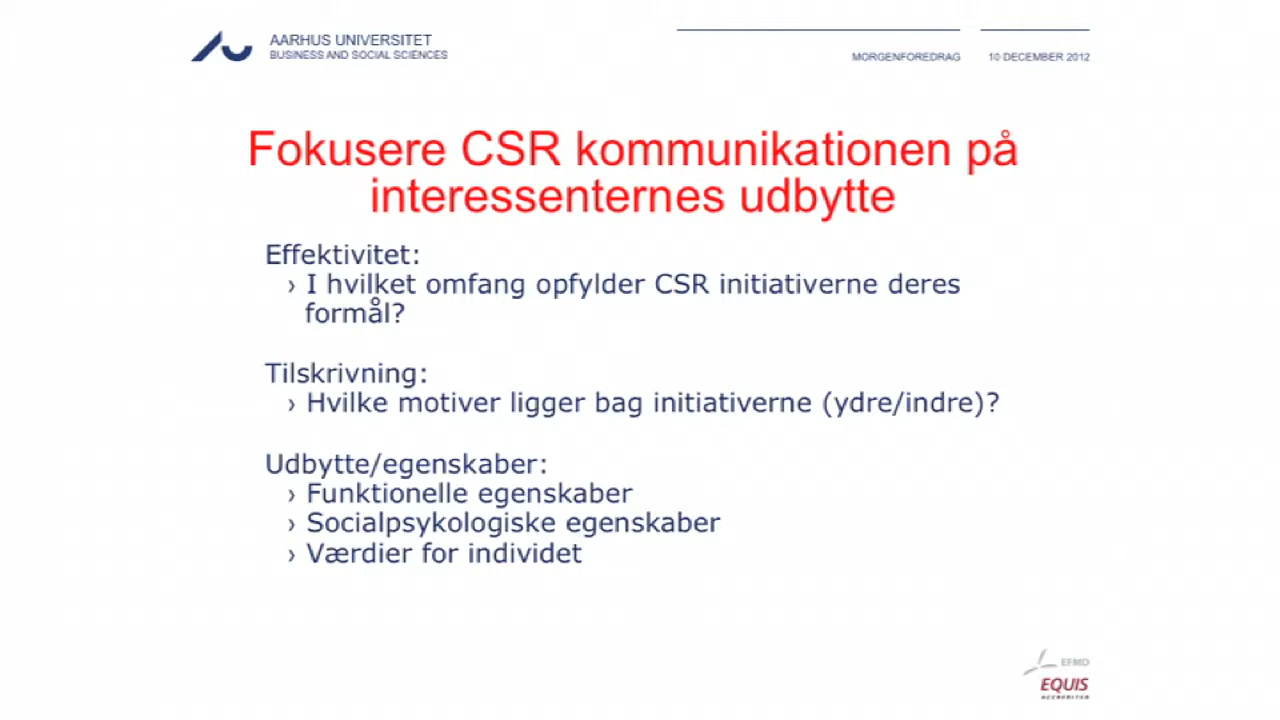 AARHUS UNIVERSITET
BUSINESS AND SOCIAL SCIENCES
MORGENFOREDRAG
10 DECEMBER 2012
Fokusere CSR kommunikationen på
interessenternes udbytte
Effektivitet:
› I hvilket omfang opfylder CSR initiativerne deres
formål?
Tilskrivning:
› Hvilke motiver ligger bag initiativerne (ydre/indre)?
Udbytte/egenskaber:
› Funktionelle egenskaber
› Socialpsykologiske egenskaber
› Værdier for individet
EFMD
EQUIS
ACCREDITED